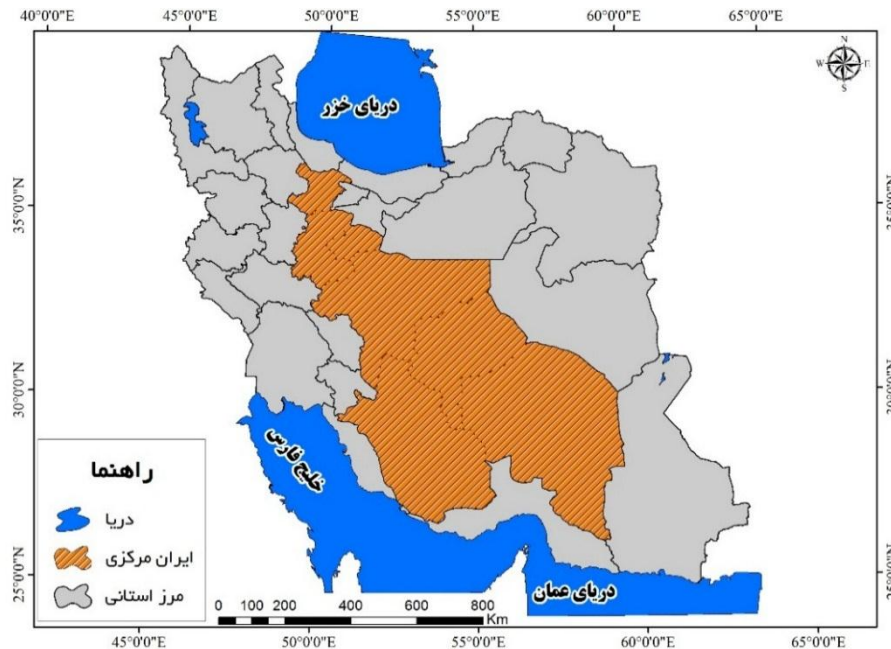 40°0'0"E 45°0'0"E 50°0'0"E 55°0'0"E 60°0'0"E 65°0'0"E
N
W E
S
دریای خزر
35°0'0"N
30°0'0"N
25°0'0"N
خلیج فارس
دریای عمان
راهنما
دریا
ایران مرکزی
مرز استانی
0 100 200 400 600 800
Km
45°0'0"E 50°0'0"E 55°0'0"E 60°0'0"E 65°0'0"E